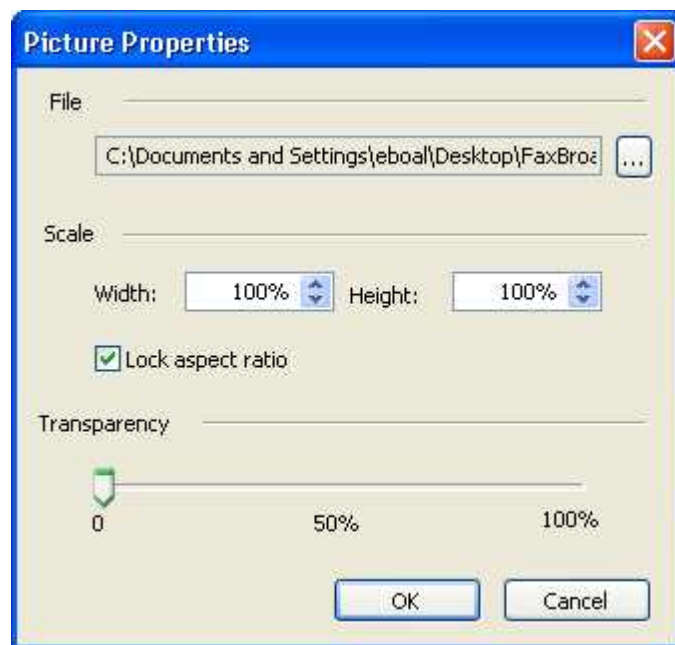 Picture Properties
File
C:\Documents and Settings\eboal\Desktop\FaxBroa
...
Scale
Width: 100% Height: 100%
Lock aspect ratio
Transparency
0 50% 100%
OK Cancel